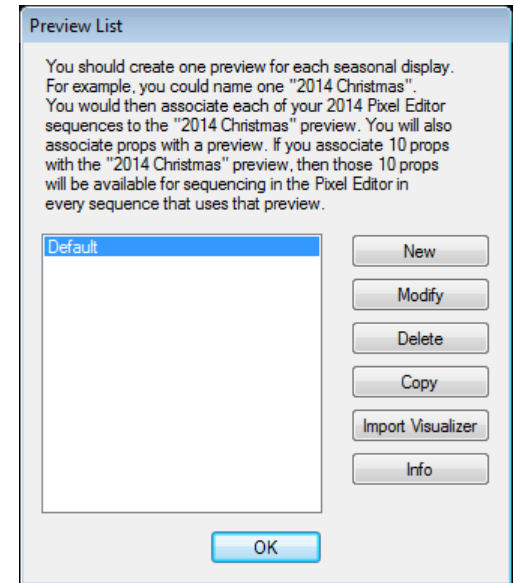 Preview List
You should create one preview for each seasonal display.
For example, you could name one "2014 Christmas".
You would then associate each of your 2014 Pixel Editor
sequences to the "2014 Christmas" preview. You will also
associate props with a preview. If you associate 10 props
with the "2014 Christmas" preview, then those 10 props
will be available for sequencing in the Pixel Editor in
every sequence that uses that preview.
Default
New
Modify
Delete
Copy
Import Visualizer
Info
OK